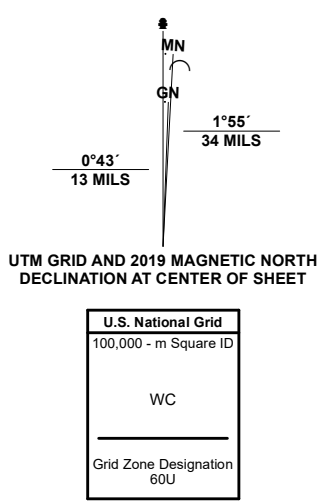 MN
GN
1°55´
34 MILS
0°43´
13 MILS
UTM GRID AND 2019 MAGNETIC NORTH
DECLINATION AT CENTER OF SHEET
U.S. National Grid
100,000 - m Square ID
WC
Grid Zone Designation
60U